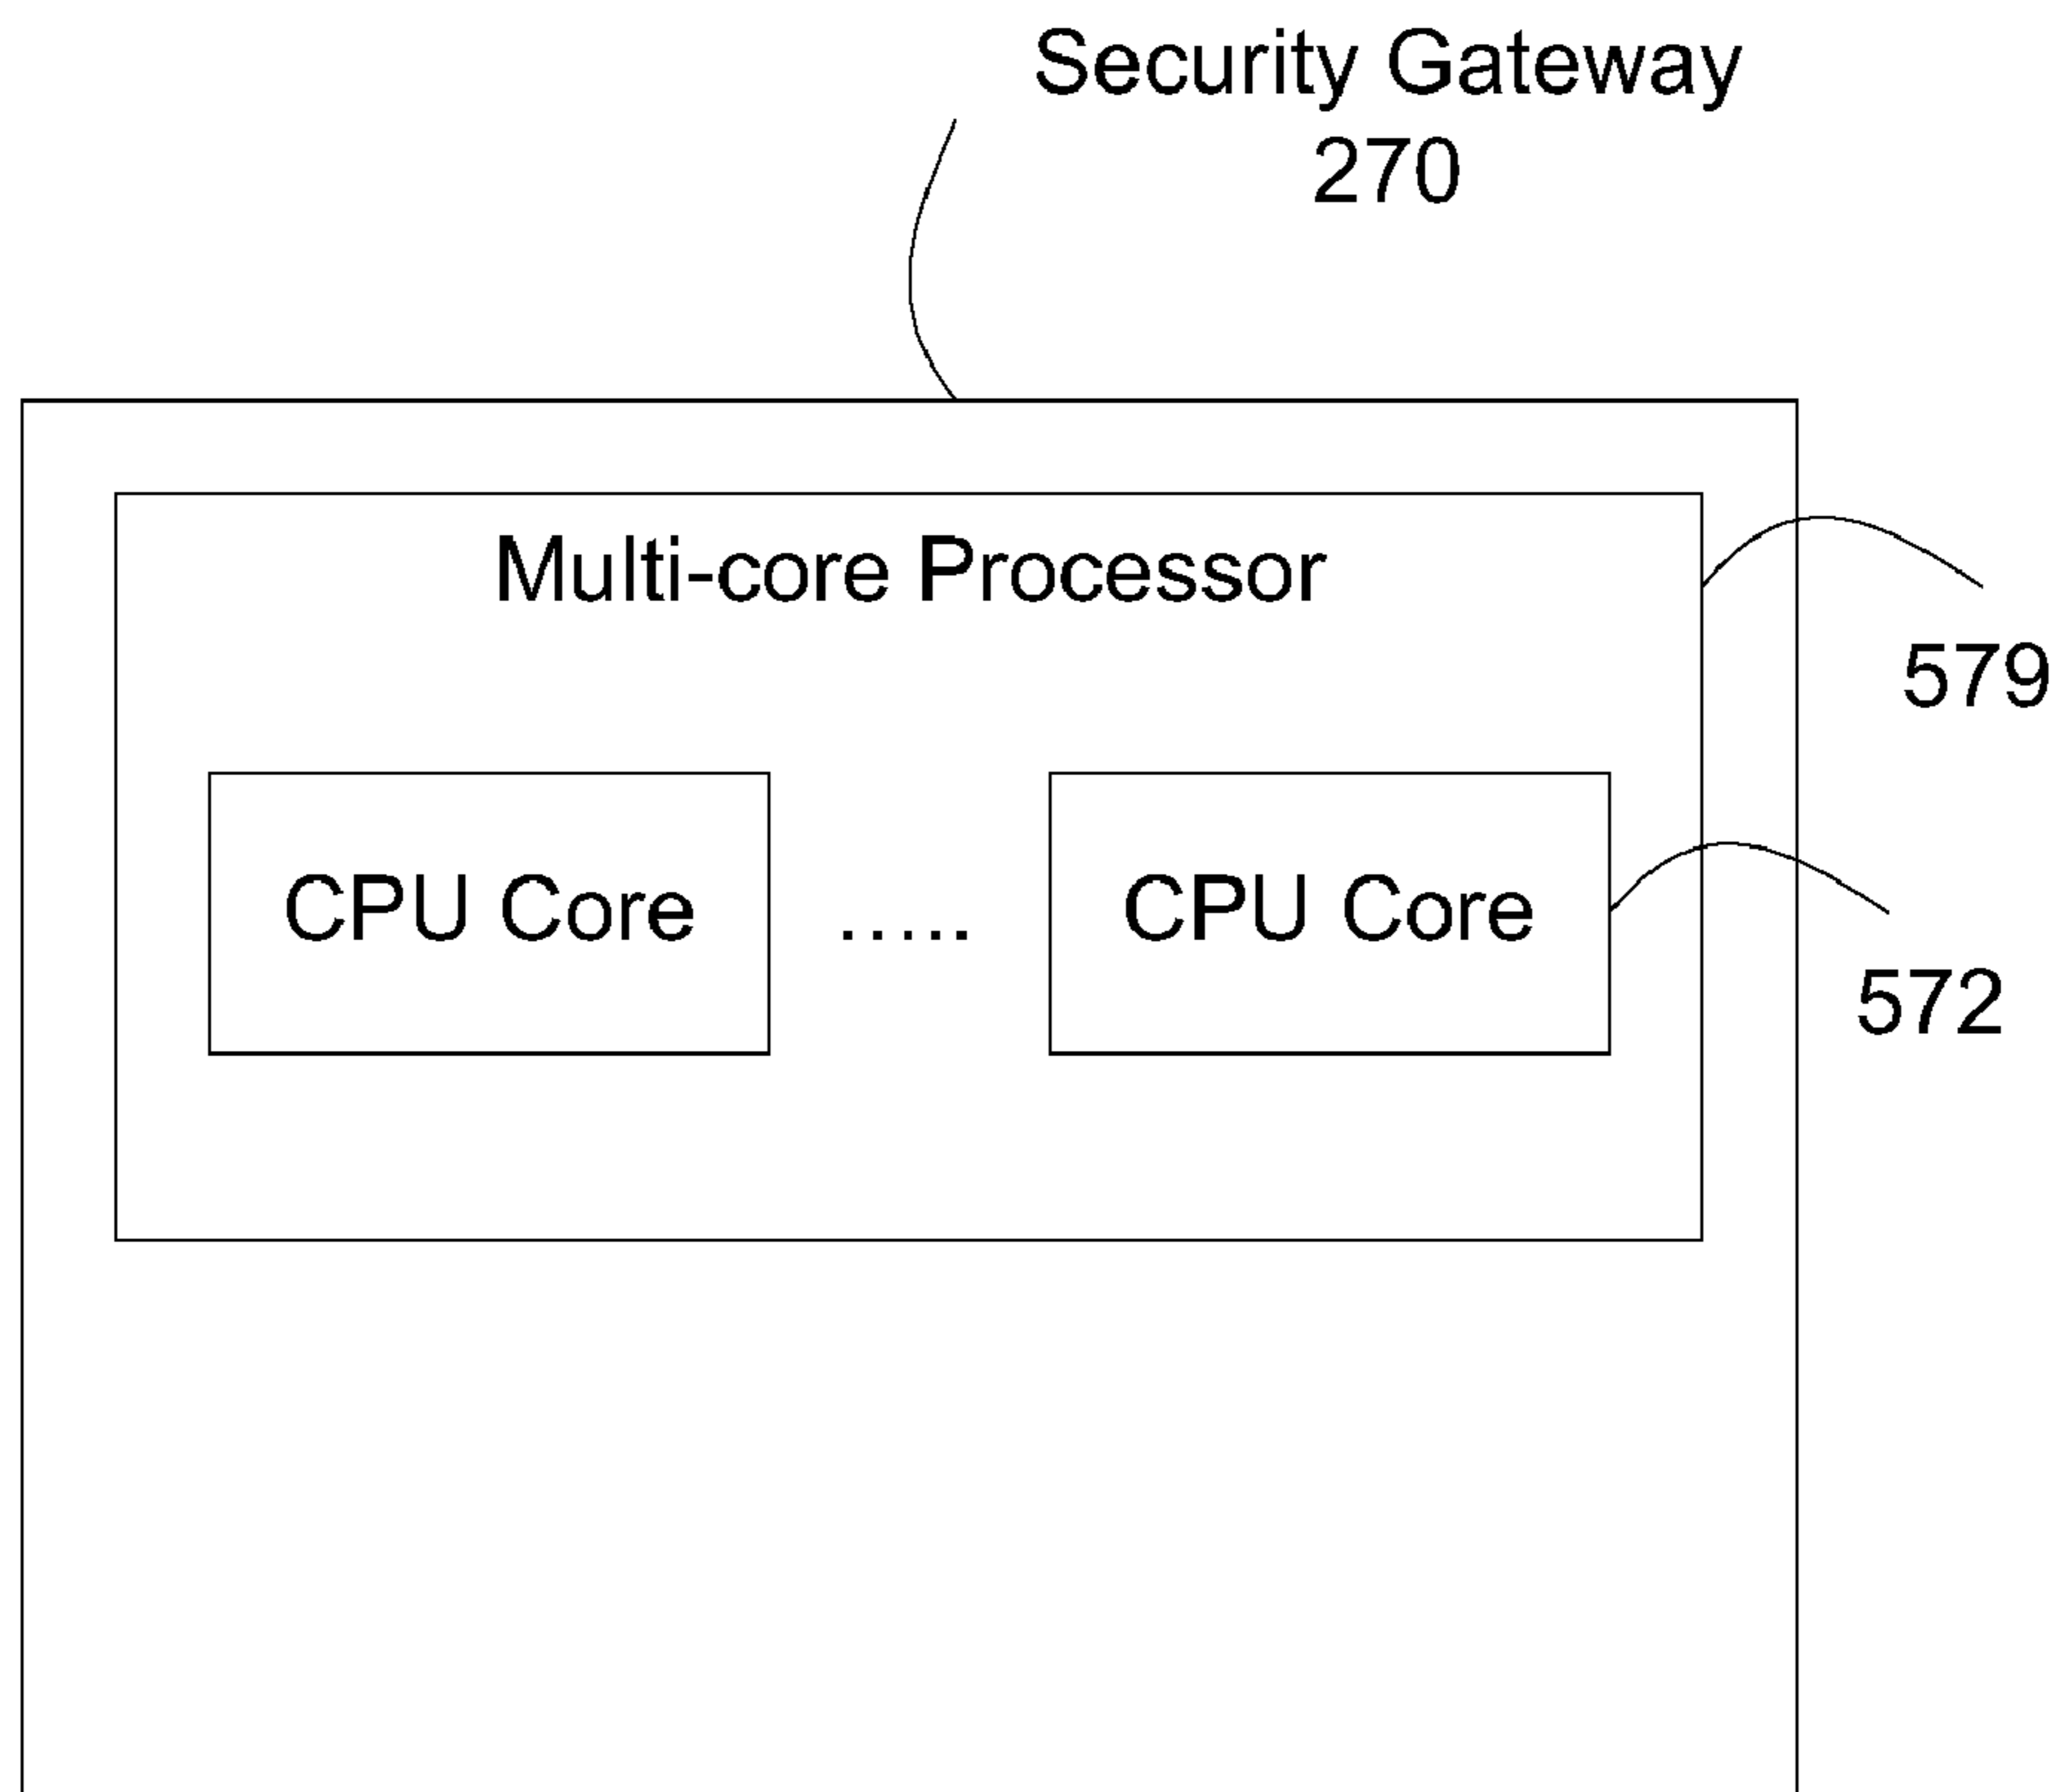 Security Gateway
270
Multi-core Processor
579
CPU Core ..... CPU Core
572